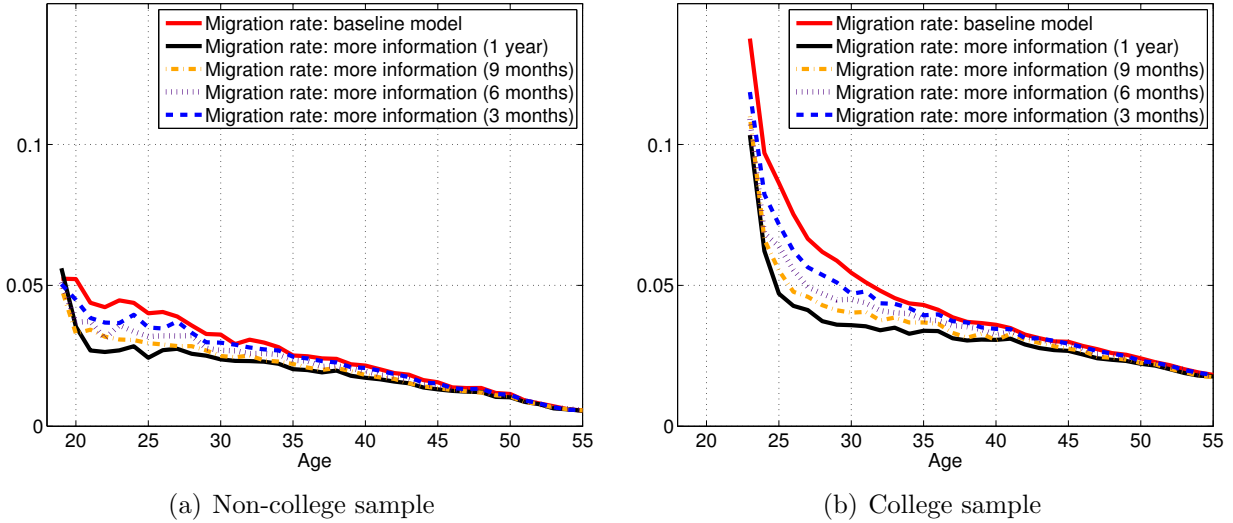 Migration rate: baseline model
Migration rate: more information (1 year)
Migration rate: more information (9 months)
Migration rate: more information (6 months)
Migration rate: more information (3 months)
0.1
0.05
0
20 25 30 35 40 45 50 55
Age
(a) Non-college sample
Migration rate: baseline model
Migration rate: more information (1 year)
Migration rate: more information (9 months)
Migration rate: more information (6 months)
Migration rate: more information (3 months)
0.1
0.05
0
20 25 30 35 40 45 50 55
Age
(b) College sample